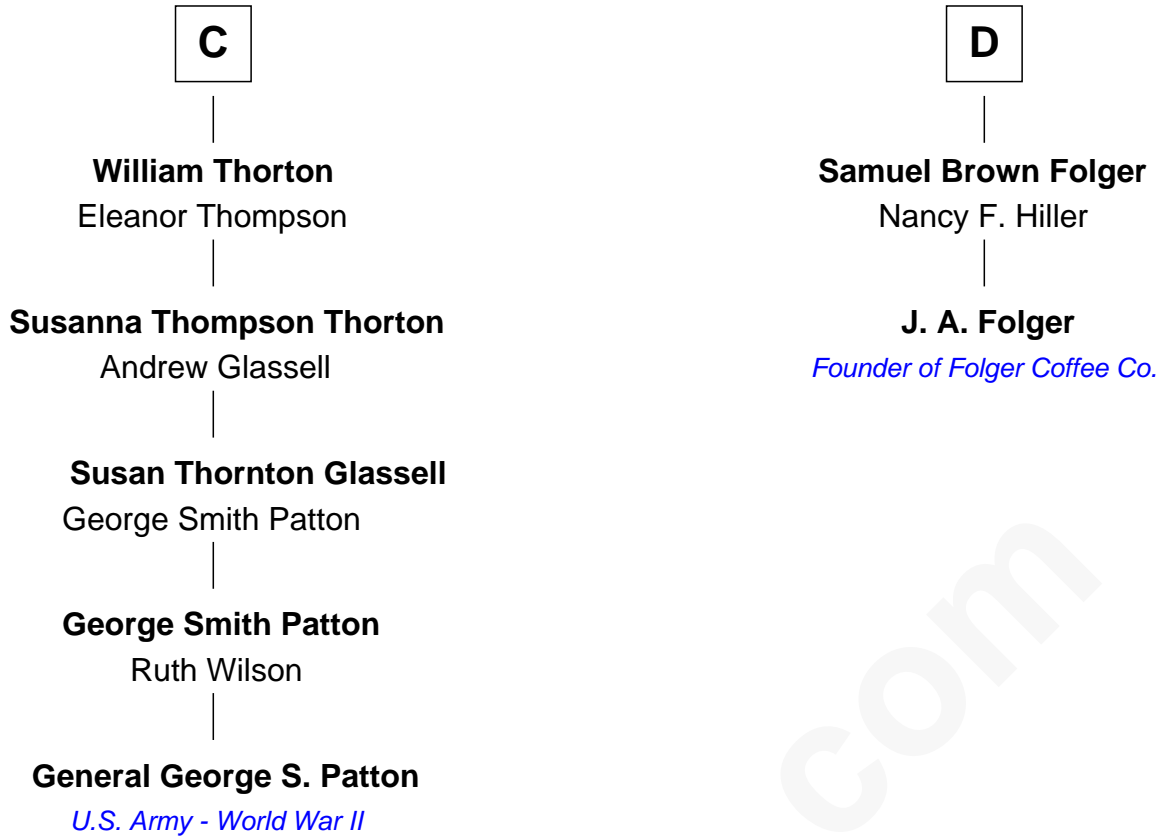 C
William Thorton
Eleanor Thompson
Susanna Thompson Thorton
Andrew Glassell
Susan Thornton Glassell
George Smith Patton
George Smith Patton
Ruth Wilson
General George S. Patton
U.S. Army - World War II
D
Samuel Brown Folger
Nancy F. Hiller
J. A. Folger
Founder of Folger Coffee Co.
com